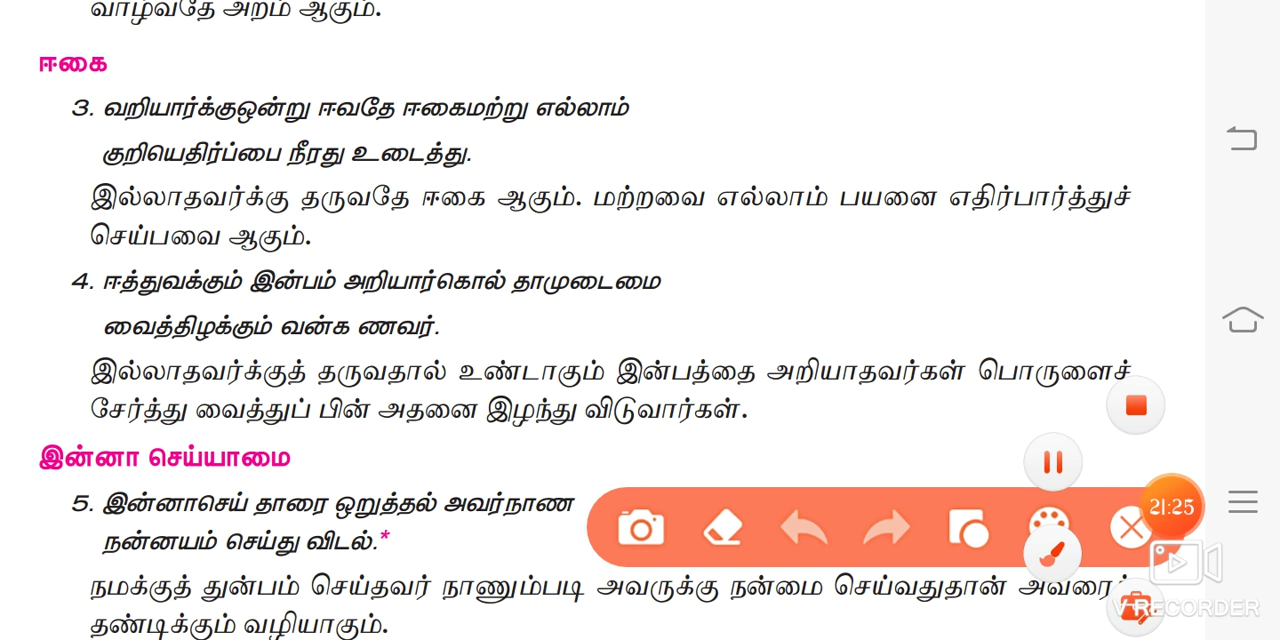 வாழ்வதே அறம் ஆகும்.
ஈகை
3. வறியார்க்குஒன்று ஈவதே ஈகைமற்று எல்லாம்
குறியெதிர்ப்பை நீரது உடைத்து.
இல்லாதவர்க்கு தருவதே ஈகை ஆகும். மற்றவை எல்லாம் பயனை எதிர்பார்த்துச்
செய்பவை ஆகும்.
4. ஈத்துவக்கும் இன்பம் அறியார்கொல் தாமுடைமை
வைத்திழக்கும் வன்க ணவர்.
இல்லாதவர்க்குத் தருவதால் உண்டாகும் இன்பத்தை அறியாதவர்கள் பொருளைச்
சேர்த்து வைத்துப் பின் அதனை இழந்து விடுவார்கள்.
இன்னா செய்யாமை
5. இன்னாசெய் தாரை ஒறுத்தல் அவர்நாண
நன்னயம் செய்து விடல்.*
21:25
நமக்குத் துன்பம் செய்தவர் நாணும்படி அவருக்கு நன்மை செய்வதுதான்
V RECORDER
தண்டிக்கும் வழியாகும்.